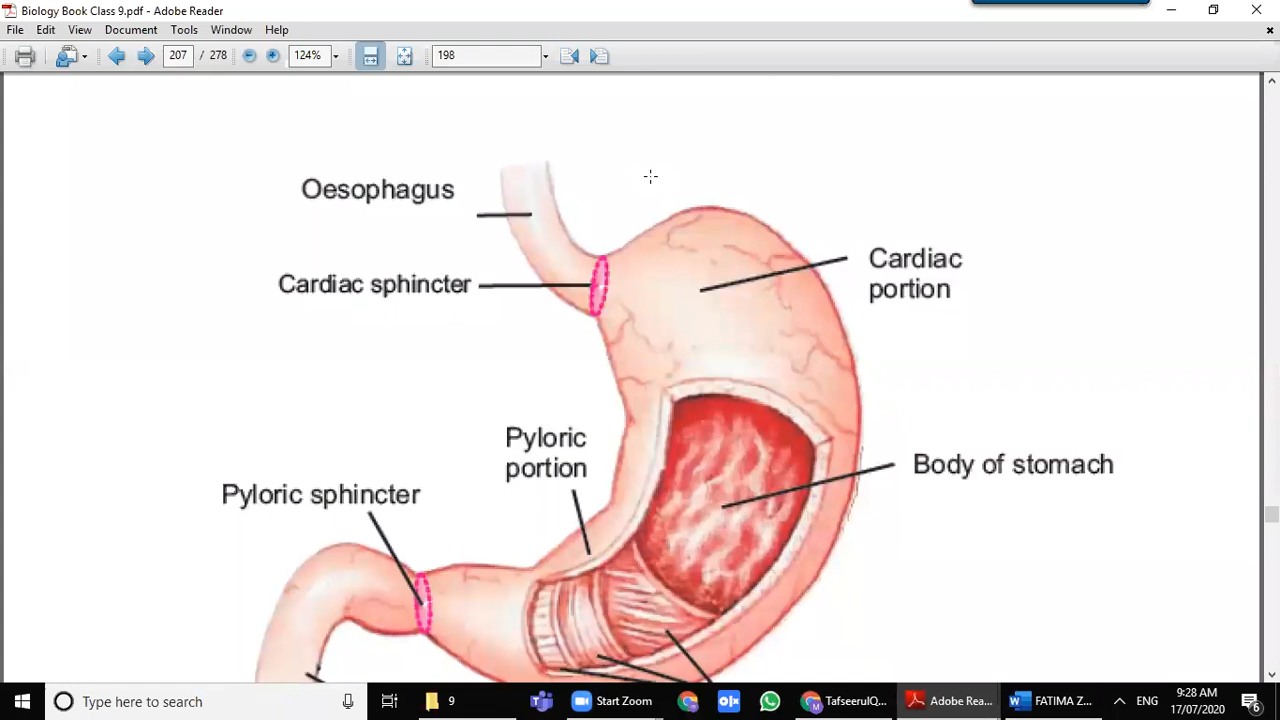 Biology Book Class 9.pdf - Adobe Reader
File Edit View Document Tools Window Help
207 / 278 124% 198
Oesophagus
Cardiac sphincter
Cardiac
portion
Pyloric
portion
Body of stomach
Pyloric sphincter
Type here to search
9
Start Zoom
TafseerulQ...
Adobe Rea...
FATIMA Z...
ENG
9:28 AM
17/07/2020
6